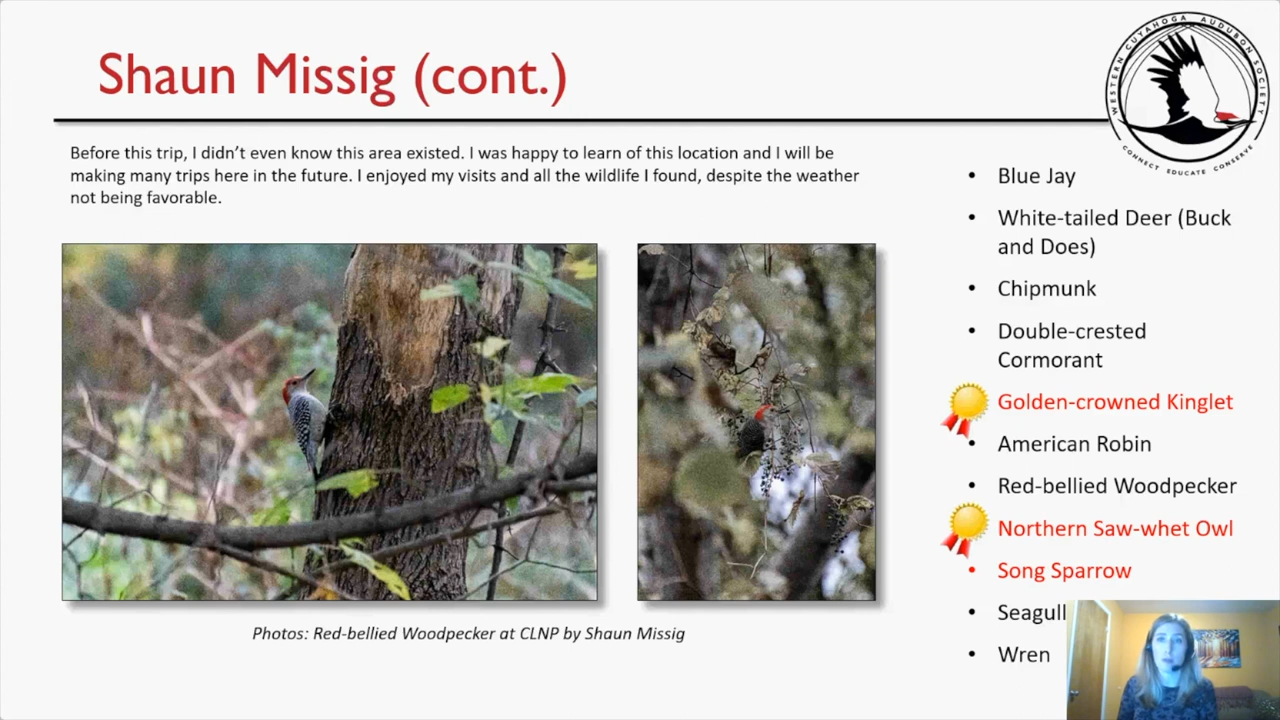 Shaun Missig (cont.)
WESTERN CUYAHOGA AUDUBON SOCIETY
CONNECT EDUCATE CONSERVE
Before this trip, I didn't even know this area existed. I was happy to learn of this location and I will be
making many trips here in the future. I enjoyed my visits and all the wildlife I found, despite the weather
not being favorable.
Photos: Red-bellied Woodpecker at CLNP by Shaun Missig
• Blue Jay
• White-tailed Deer (Buck
and Does)
• Chipmunk
• Double-crested
Cormorant
Golden-crowned Kinglet
• American Robin
• Red-bellied Woodpecker
Northern Saw-whet Owl
• Song Sparrow
• Seagull
• Wren